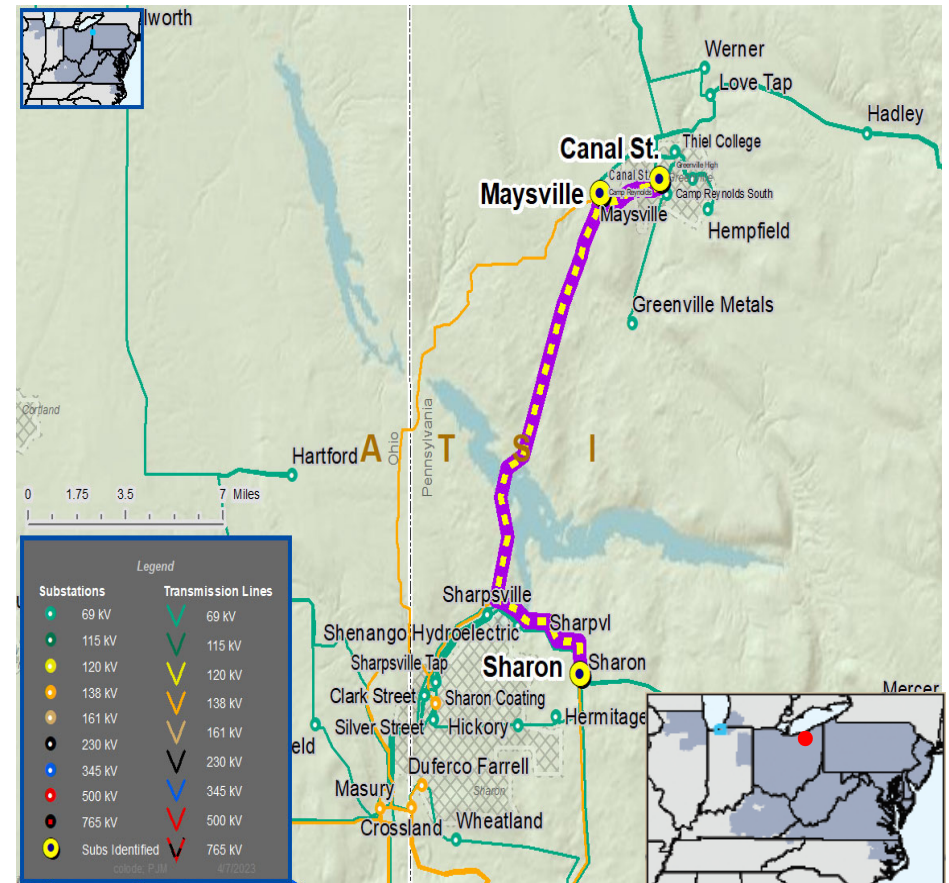 lworth
Werner
Love Tap
Hadley
Thiel College
Canal St.
Greenville High
Canal St.
Greenville
Camp Reynolds
Camp Reynolds South
Maysville
Maysville
Hempfield
Greenville Metals
Cortland
Ohio
Pennsylvania
A T S I
Hartford
0 1.75 3.5 7 Miles
Sharpsville
Shenango Hydroelectric
Sharpvl
Sharpsville Tap
Sharon
Sharon
Clark Street
Sharon Coating
Mercer
Silver Street
Hickory
Hermitage
field
Duferco Farrell
Masury
Sharon
Crossland
Wheatland
Legend
Substations Transmission Lines
69 kV 69 kV
115 kV 115 kV
120 kV 120 kV
138 kV 138 kV
161 kV 161 kV
230 kV 230 kV
345 kV 345 kV
500 kV 500 kV
765 kV 765 kV
Subs Identified
colode, PJM 4/7/2023